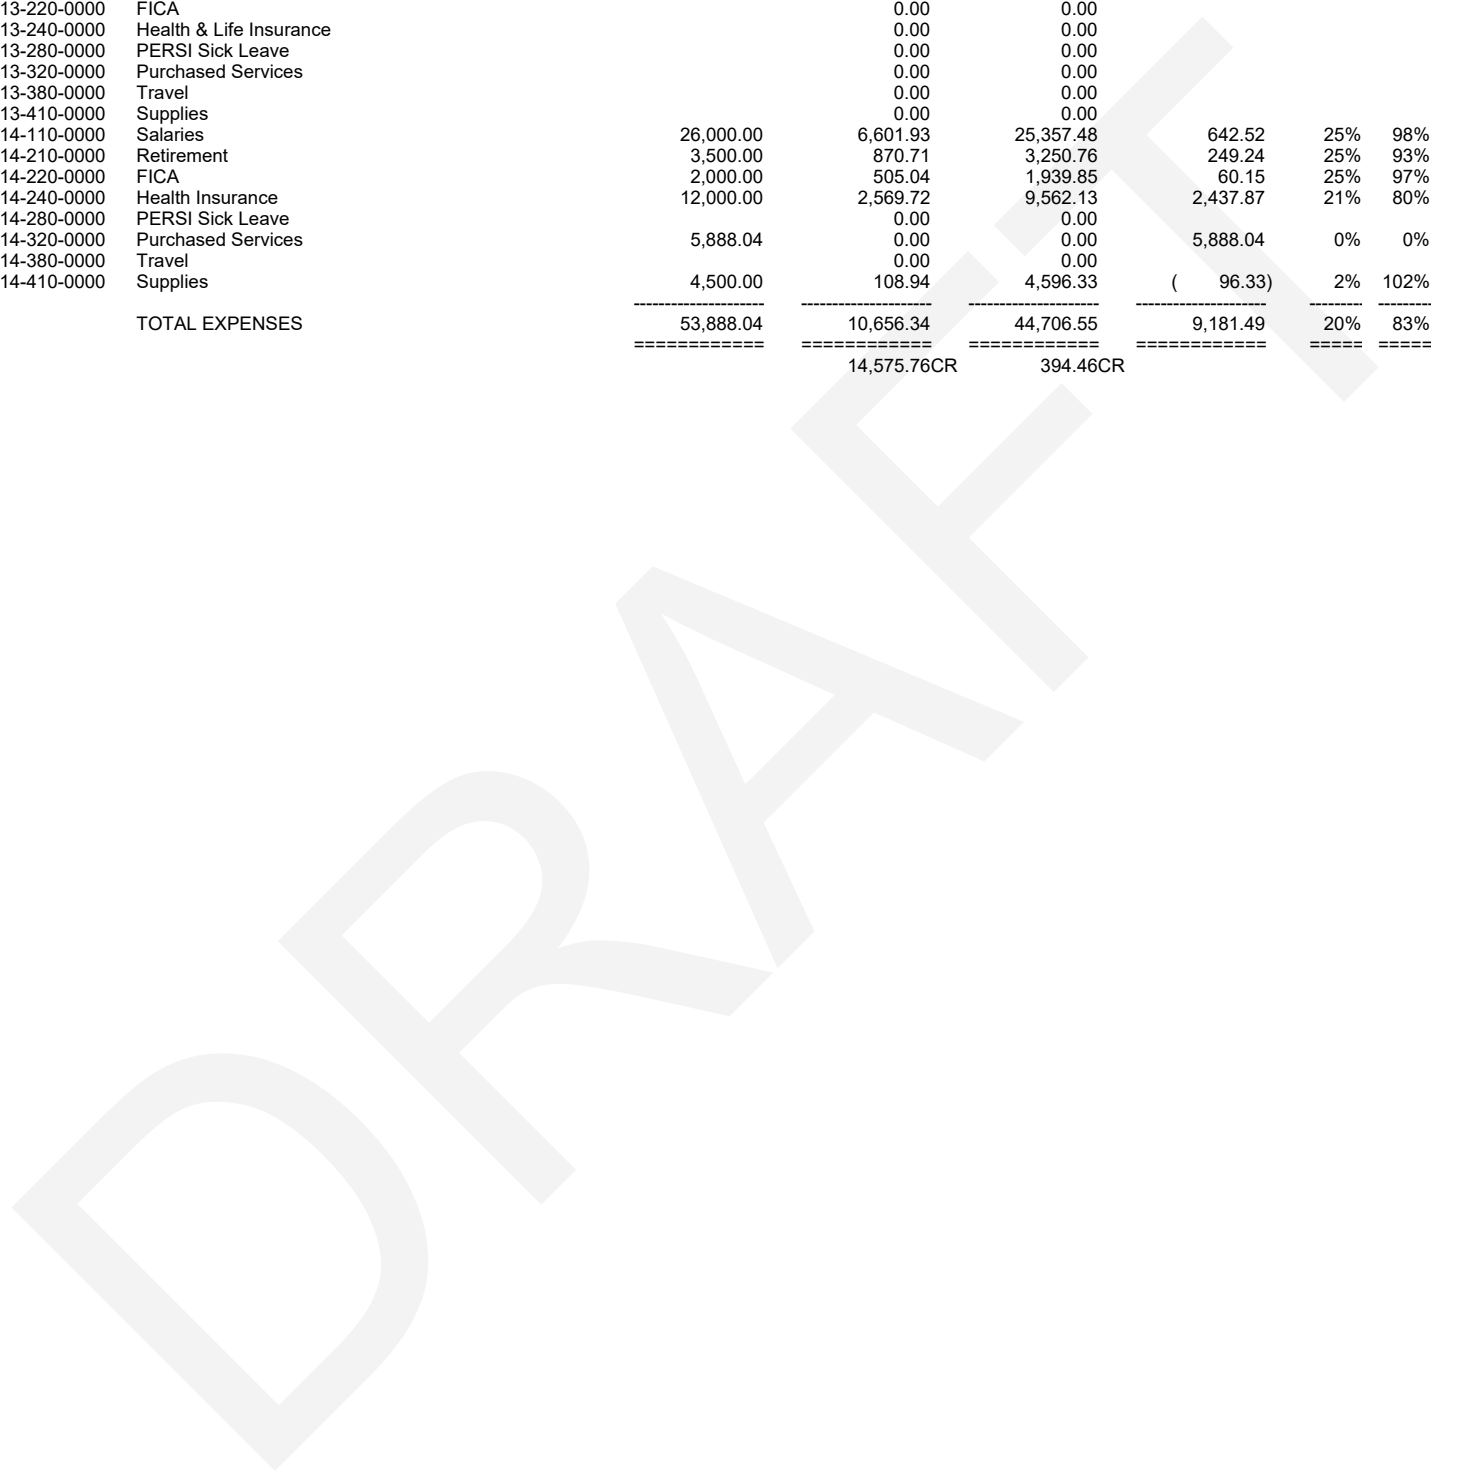 13-220-0000 FICA 0.00 0.00
13-240-0000 Health & Life Insurance 0.00 0.00
13-280-0000 PERSI Sick Leave 0.00 0.00
13-320-0000 Purchased Services 0.00 0.00
13-380-0000 Travel 0.00 0.00
13-410-0000 Supplies 0.00 0.00
14-110-0000 Salaries 26,000.00 6,601.93 25,357.48 642.52 25% 98%
14-210-0000 Retirement 3,500.00 870.71 3,250.76 249.24 25% 93%
14-220-0000 FICA 2,000.00 505.04 1,939.85 60.15 25% 97%
14-240-0000 Health Insurance 12,000.00 2,569.72 9,562.13 2,437.87 21% 80%
14-280-0000 PERSI Sick Leave 0.00 0.00
14-320-0000 Purchased Services 5,888.04 0.00 0.00 5,888.04 0% 0%
14-380-0000 Travel 0.00 0.00
14-410-0000 Supplies 4,500.00 108.94 4,596.33 ( 96.33) 2% 102%
--------------------- --------------------- --------------------- --------------------- -------- --------
TOTAL EXPENSES 53,888.04 10,656.34 44,706.55 9,181.49 20% 83%
============ ============ ============ ============ ===== =====
14,575.76CR 394.46CR
DRAFT